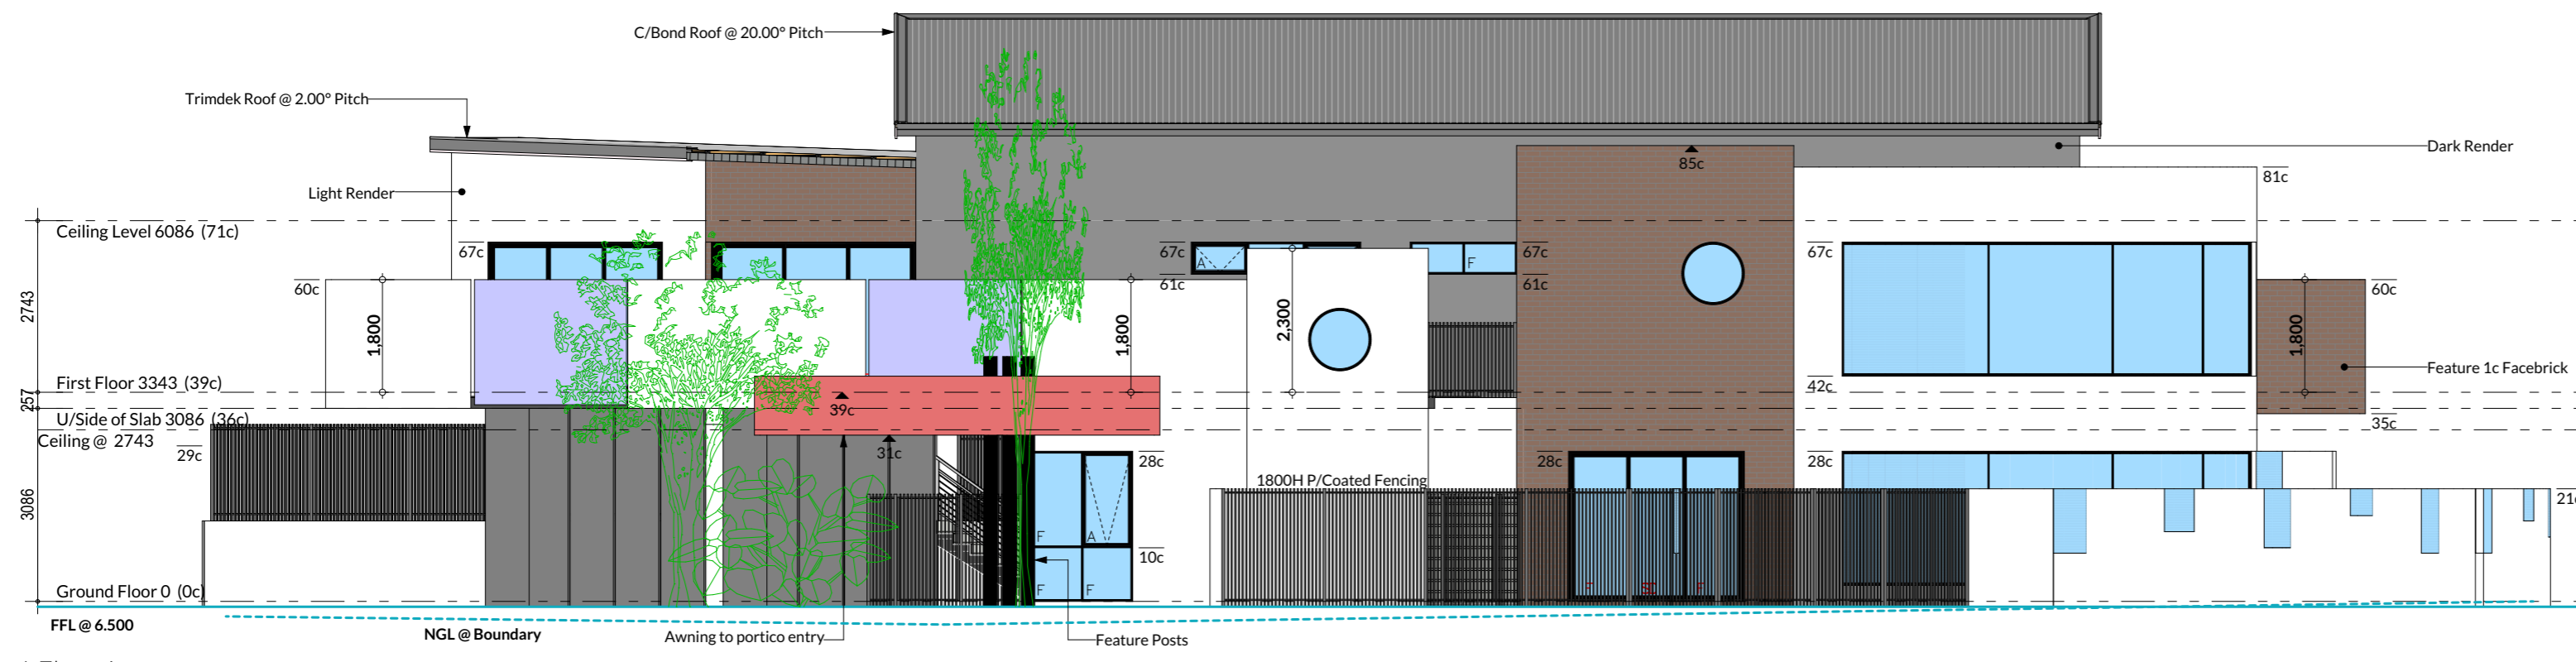 C/Bond Roof @ 20.00° Pitch
Trimdek Roof @ 2.00° Pitch
Dark Render
85c
81c
Light Render
Ceiling Level 6086 (71c)
67c
67c
67c
67c
A
F
60c
61c
61c
60c
2743
1,800
1,800
2,300
1,800
First Floor 3343 (39c)
42c
Feature 1c Facebrick
257
39c
U/Side of Slab 3086 (36c)
35c
Ceiling @ 2743
29c
31c
28c
28c
28c
1800H P/Coated Fencing
3086
F
A
10c
Ground Floor 0 (0c)
F
F
F
F
FFL @ 6.500
NGL @ Boundary
Awning to portico entry
Feature Posts